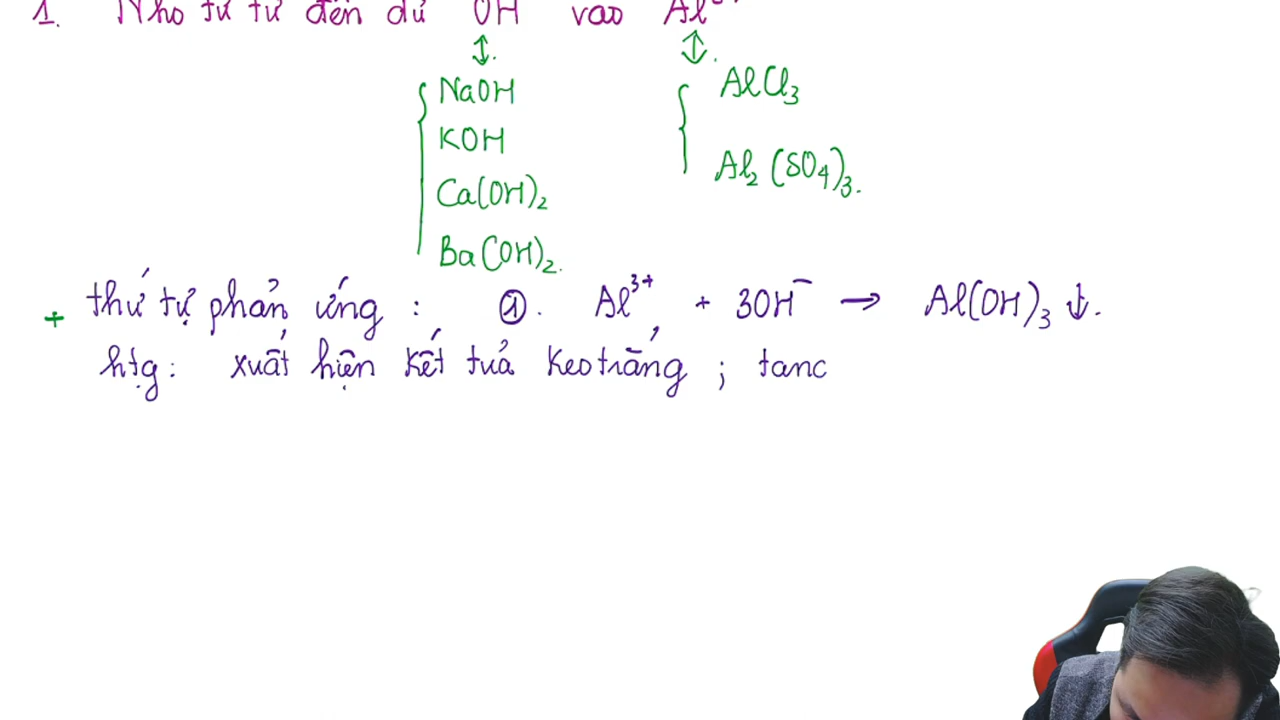 1. Nhỏ từ từ đến dư OH vào Al³⁺
↕. ↕.
NaOH AlCl₃
KOH
Ca(OH)₂ Al₂(SO₄)₃.
Ba(OH)₂.
+ thứ tự phản ứng : ①. Al³⁺ + 3OH⁻ → Al(OH)₃ ↓.
htg : xuất hiện kết tủa keo trắng ; tanc